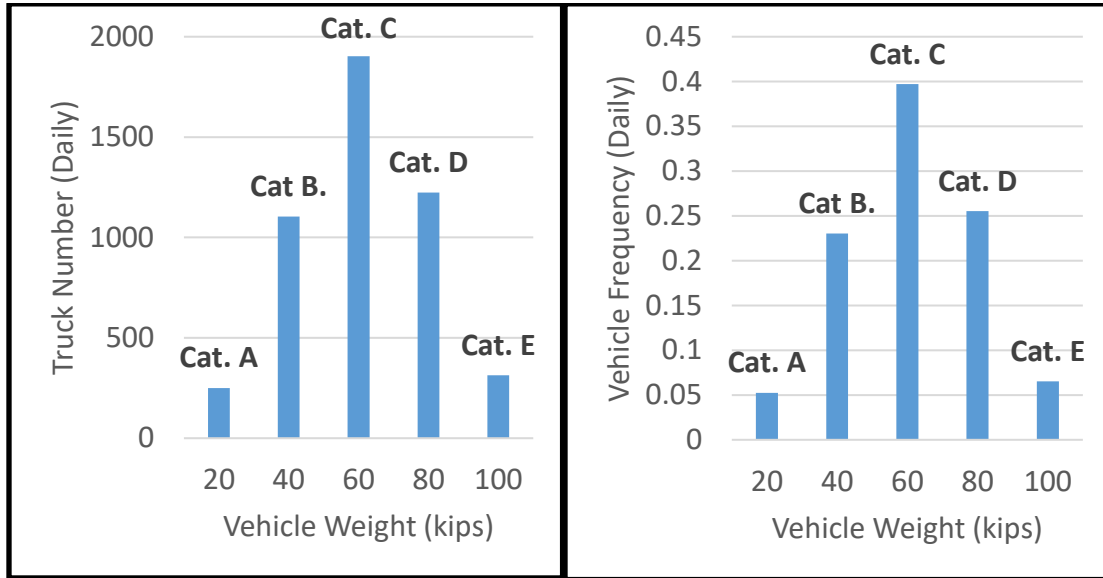 Truck Number (Daily)
2000
1500
1000
500
0
Cat. A
Cat B.
Cat. C
Cat. D
Cat. E
20 40 60 80 100
Vehicle Weight (kips)
Vehicle Frequency (Daily)
0.45
0.4
0.35
0.3
0.25
0.2
0.15
0.1
0.05
0
Cat. A
Cat B.
Cat. C
Cat. D
Cat. E
20 40 60 80 100
Vehicle Weight (kips)